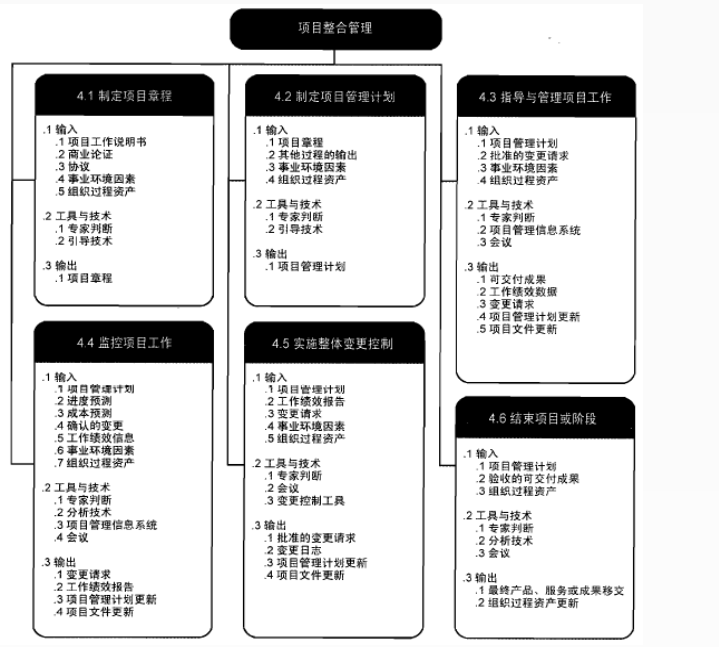 项目整合管理
4.1 制定项目章程
.1 输入
.1 项目工作说明书
.2 商业论证
.3 协议
.4 事业环境因素
.5 组织过程资产
.2 工具与技术
.1 专家判断
.2 引导技术
.3 输出
.1 项目章程
4.2 制定项目管理计划
.1 输入
.1 项目章程
.2 其他过程的输出
.3 事业环境因素
.4 组织过程资产
.2 工具与技术
.1 专家判断
.2 引导技术
.3 输出
.1 项目管理计划
4.3 指导与管理项目工作
.1 输入
.1 项目管理计划
.2 批准的变更请求
.3 事业环境因素
.4 组织过程资产
.2 工具与技术
.1 专家判断
.2 项目管理信息系统
.3 会议
.3 输出
.1 可交付成果
.2 工作绩效数据
.3 变更请求
.4 项目管理计划更新
.5 项目文件更新
4.4 监控项目工作
.1 输入
.1 项目管理计划
.2 进度预测
.3 成本预测
.4 确认的变更
.5 工作绩效信息
.6 事业环境因素
.7 组织过程资产
.2 工具与技术
.1 专家判断
.2 分析技术
.3 项目管理信息系统
.4 会议
.3 输出
.1 变更请求
.2 工作绩效报告
.3 项目管理计划更新
.4 项目文件更新
4.5 实施整体变更控制
.1 输入
.1 项目管理计划
.2 工作绩效报告
.3 变更请求
.4 事业环境因素
.5 组织过程资产
.2 工具与技术
.1 专家判断
.2 会议
.3 变更控制工具
.3 输出
.1 批准的变更请求
.2 变更日志
.3 项目管理计划更新
.4 项目文件更新
4.6 结束项目或阶段
.1 输入
.1 项目管理计划
.2 验收的可交付成果
.3 组织过程资产
.2 工具与技术
.1 专家判断
.2 分析技术
.3 会议
.3 输出
.1 最终产品、服务或成果移交
.2 组织过程资产更新